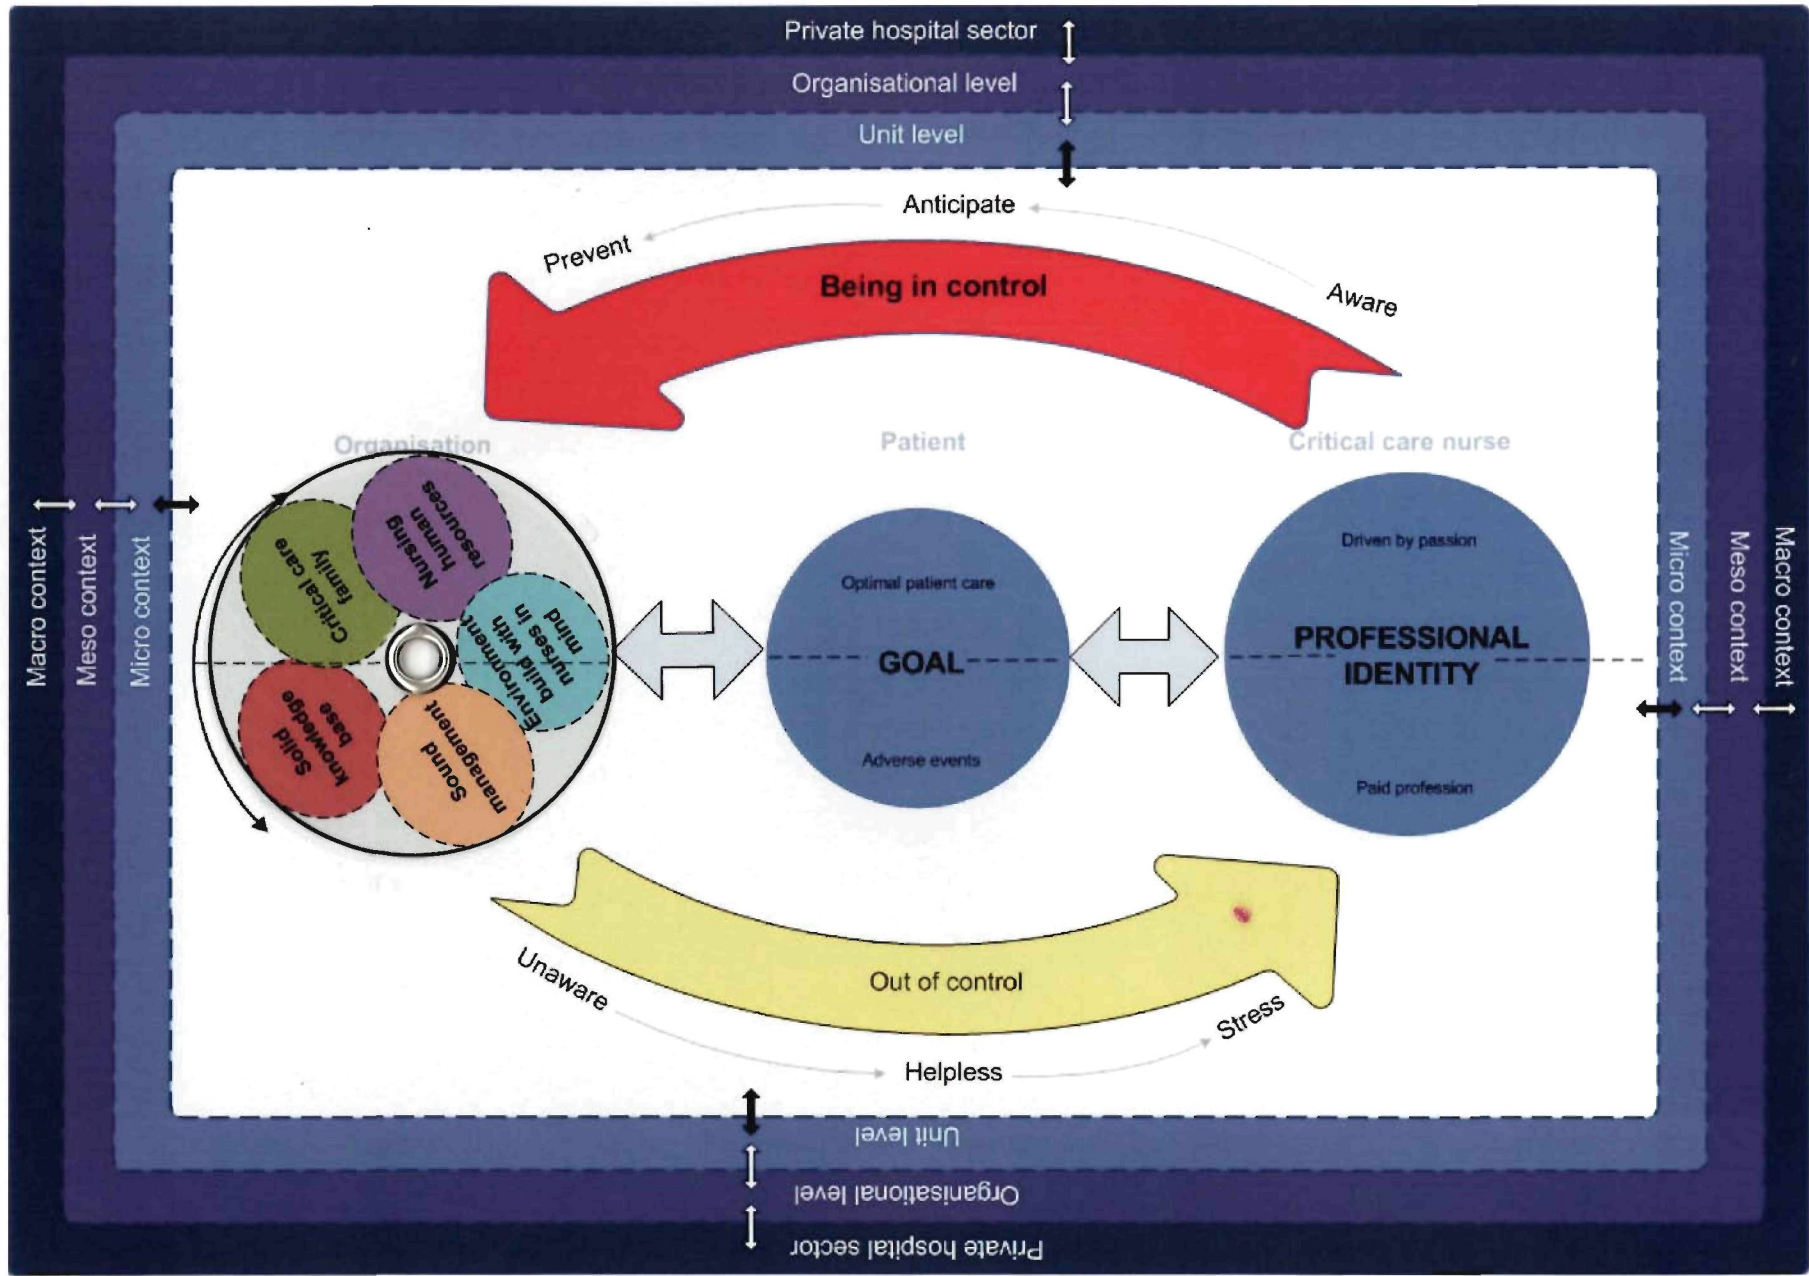 Private hospital sector
Organisational level
Unit level
Anticipate
Prevent
Aware
Being in control
Organisation
Patient
Critical care nurse
Macro context
Meso context
Micro context
Nursing
human
resources
Critical care
family
Environment
build with
nurses in
mind
Solid
knowledge
base
Sound
management
Optimal patient care
GOAL
Adverse events
Driven by passion
PROFESSIONAL
IDENTITY
Paid profession
Micro context
Meso context
Macro context
Out of control
Unaware
Helpless
Stress
Unit level
Organisational level
Private hospital sector